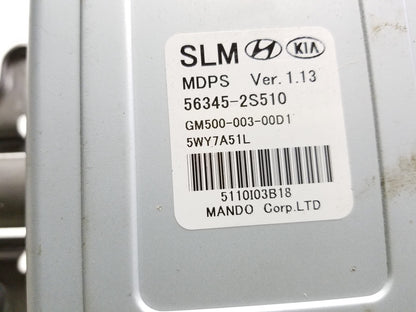 SLM KIA
MDPS Ver.1.13
56345-2S510
GM500-003-00D1
5WY7A51L
5110I03B18
MANDO Corp.LTD